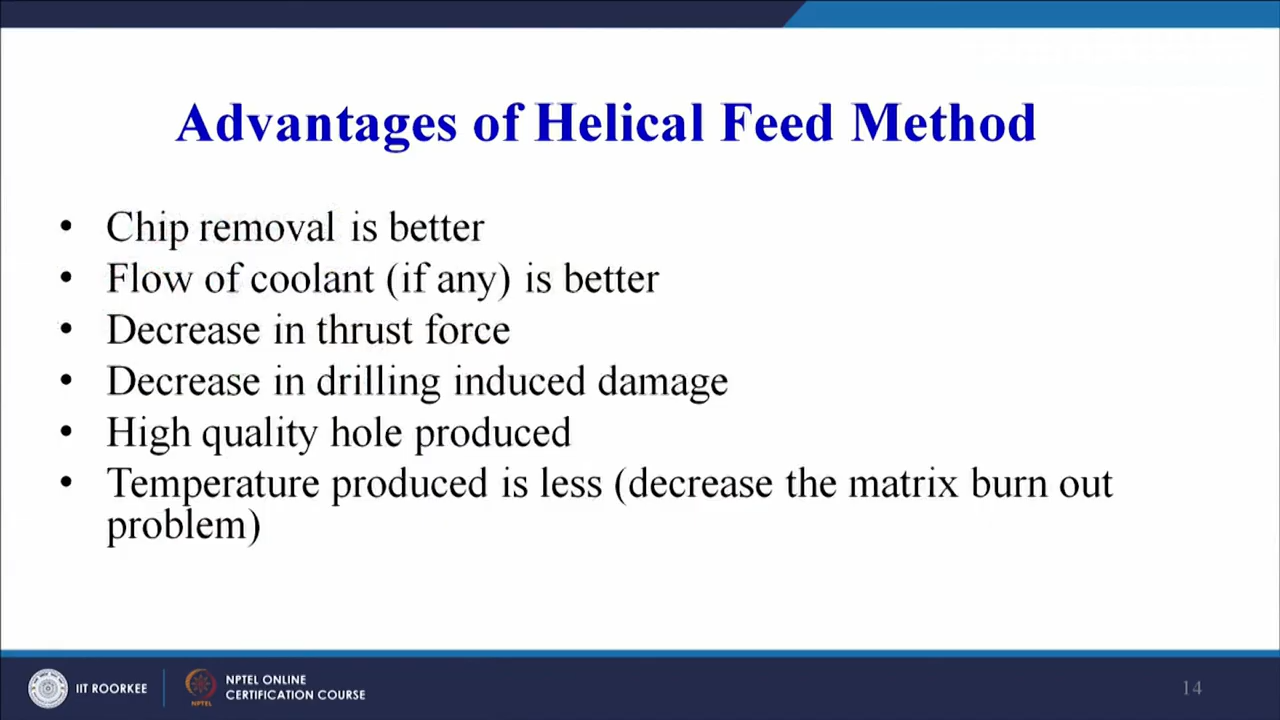 Advantages of Helical Feed Method
• Chip removal is better
• Flow of coolant (if any) is better
• Decrease in thrust force
• Decrease in drilling induced damage
• High quality hole produced
• Temperature produced is less (decrease the matrix burn out
problem)
IIT ROORKEE
NPTEL
NPTEL ONLINE
CERTIFICATION COURSE
14